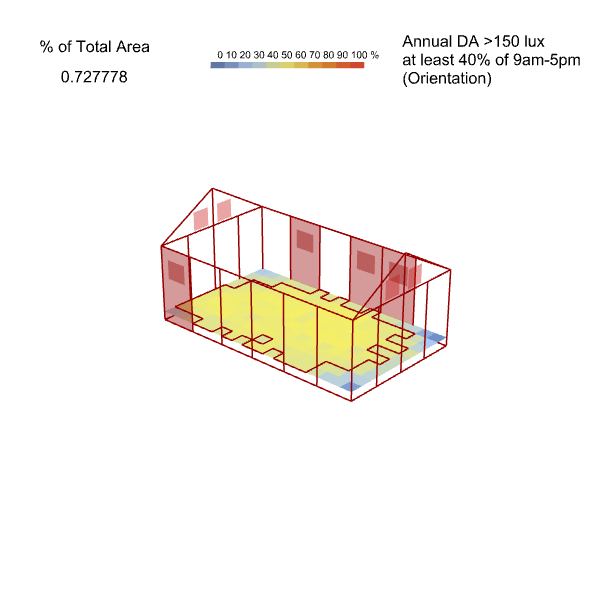 % of Total Area
0.727778
0 10 20 30 40 50 60 70 80 90 100 %
Annual DA >150 lux
at least 40% of 9am-5pm
(Orientation)